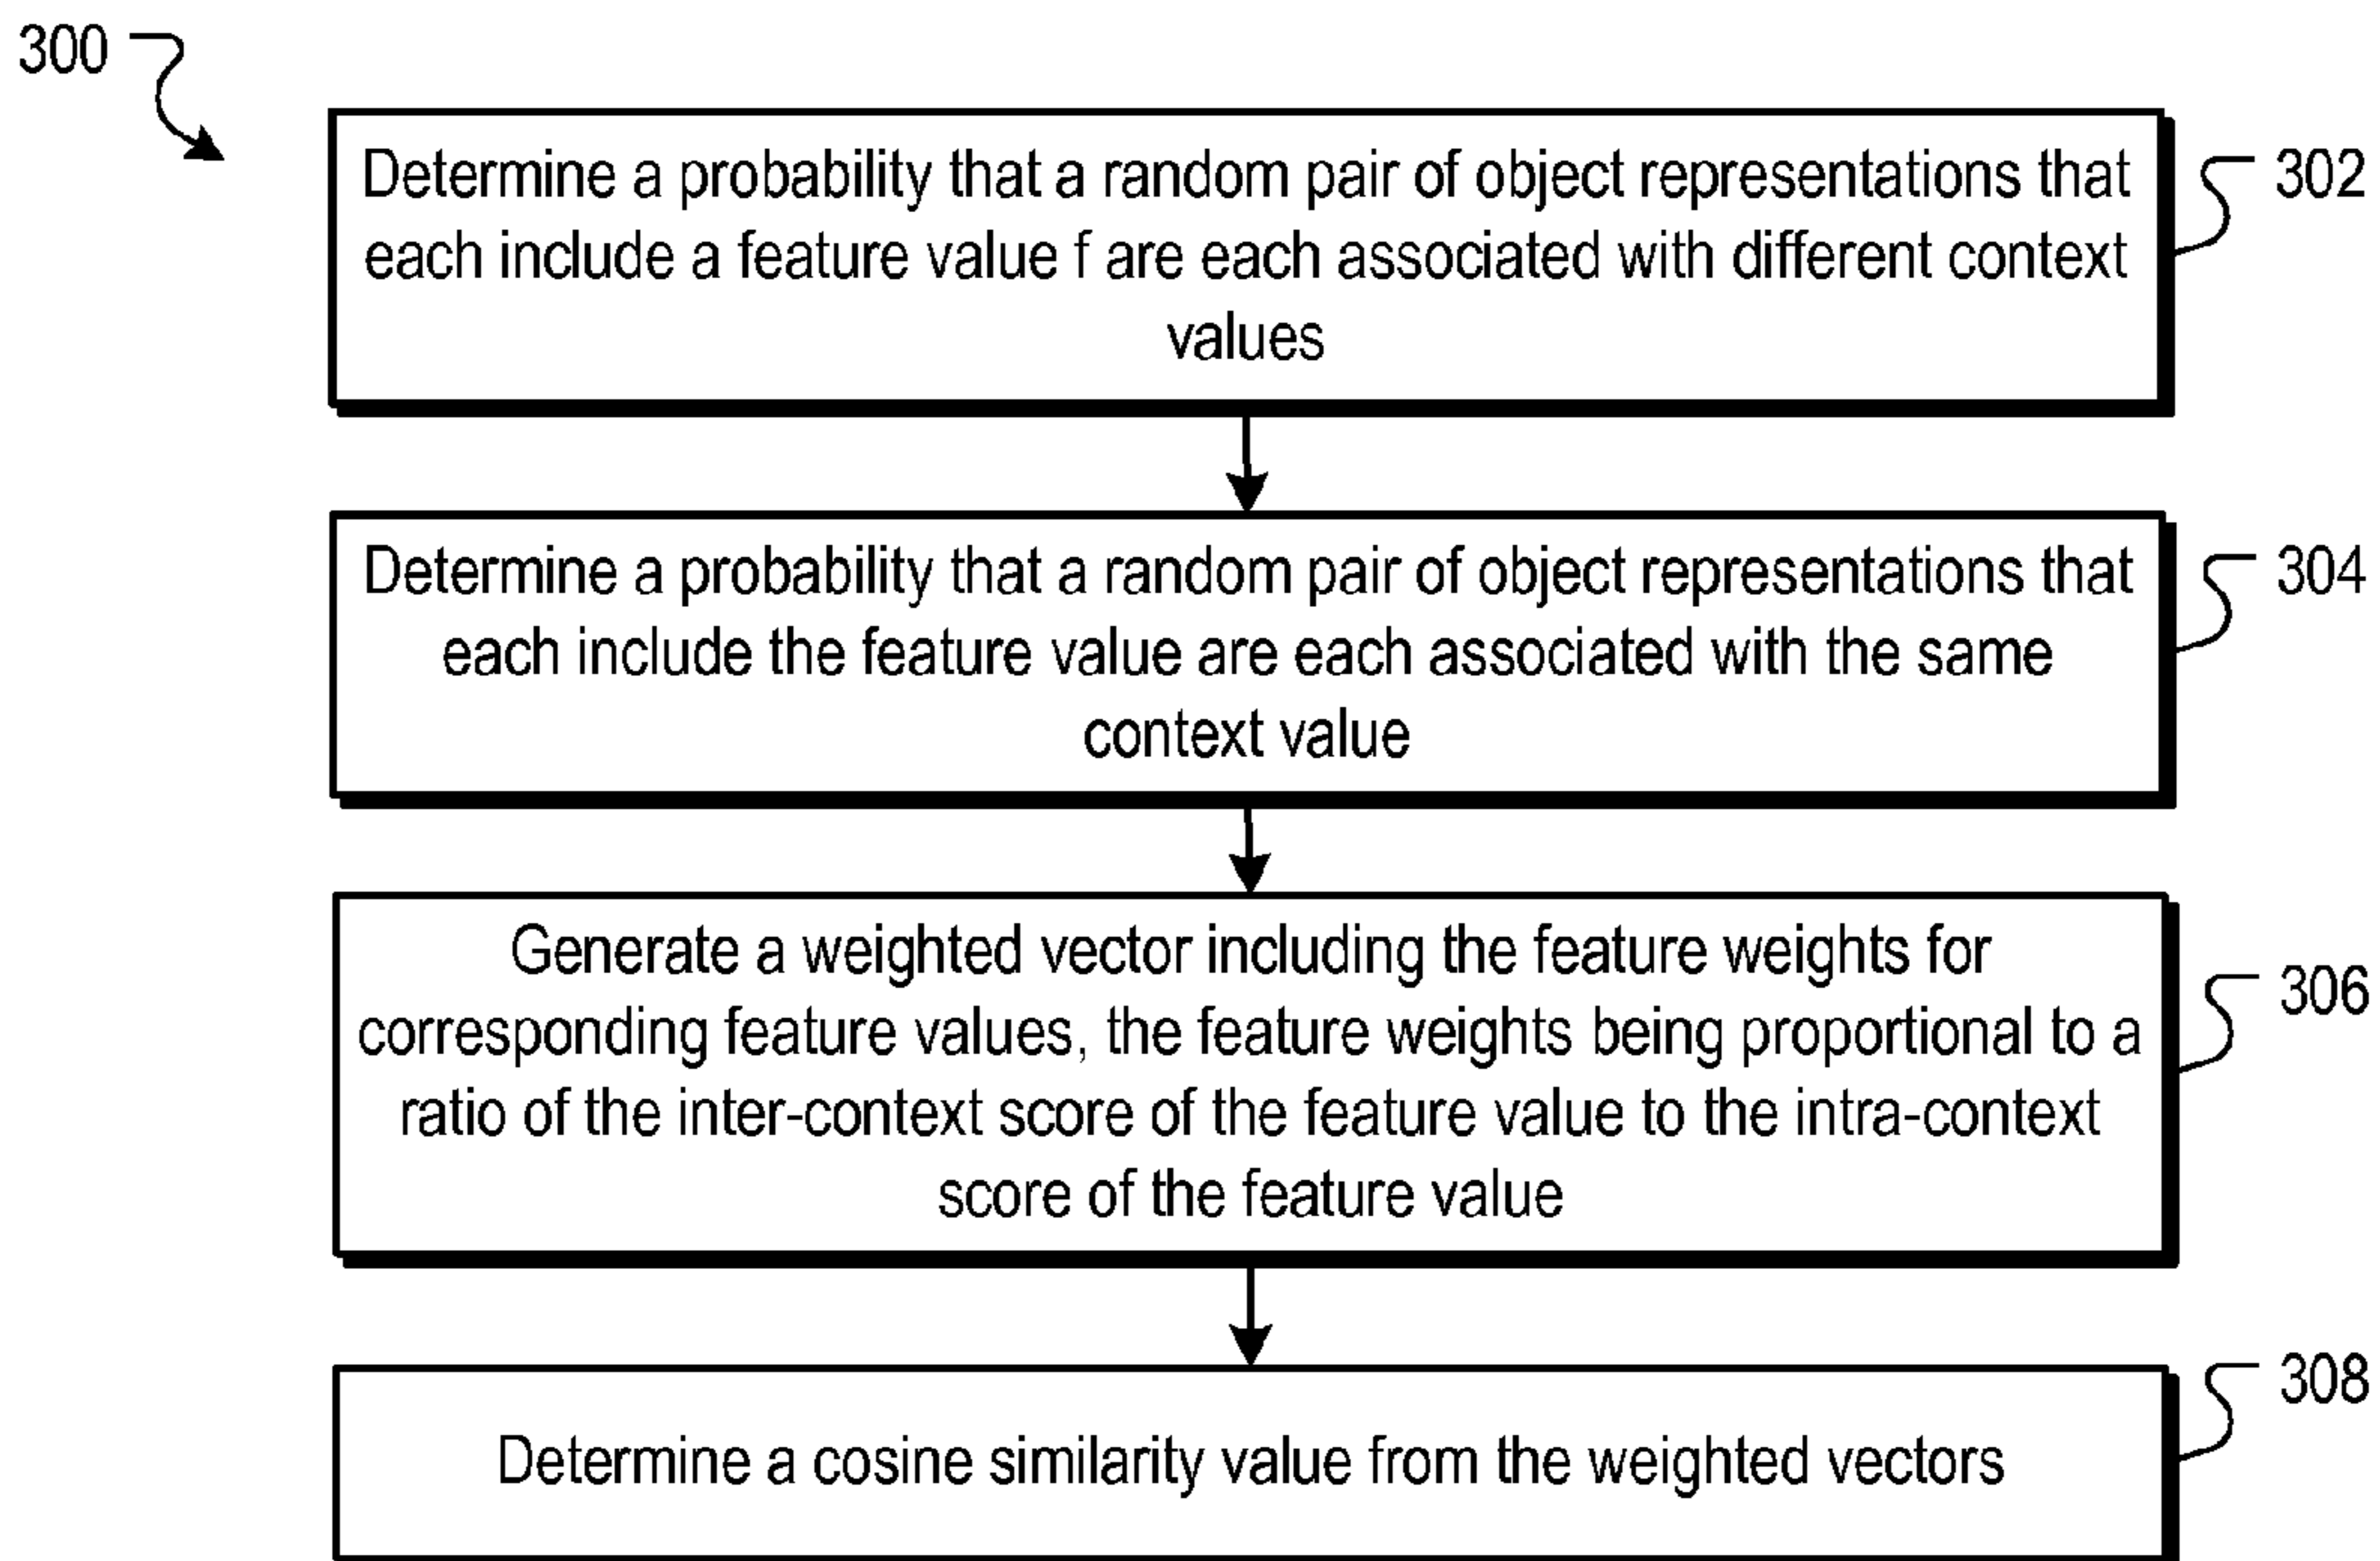 300
Determine a probability that a random pair of object representations that
each include a feature value f are each associated with different context
values
302
Determine a probability that a random pair of object representations that
each include the feature value are each associated with the same
context value
304
Generate a weighted vector including the feature weights for
corresponding feature values, the feature weights being proportional to a
ratio of the inter-context score of the feature value to the intra-context
score of the feature value
306
Determine a cosine similarity value from the weighted vectors
308